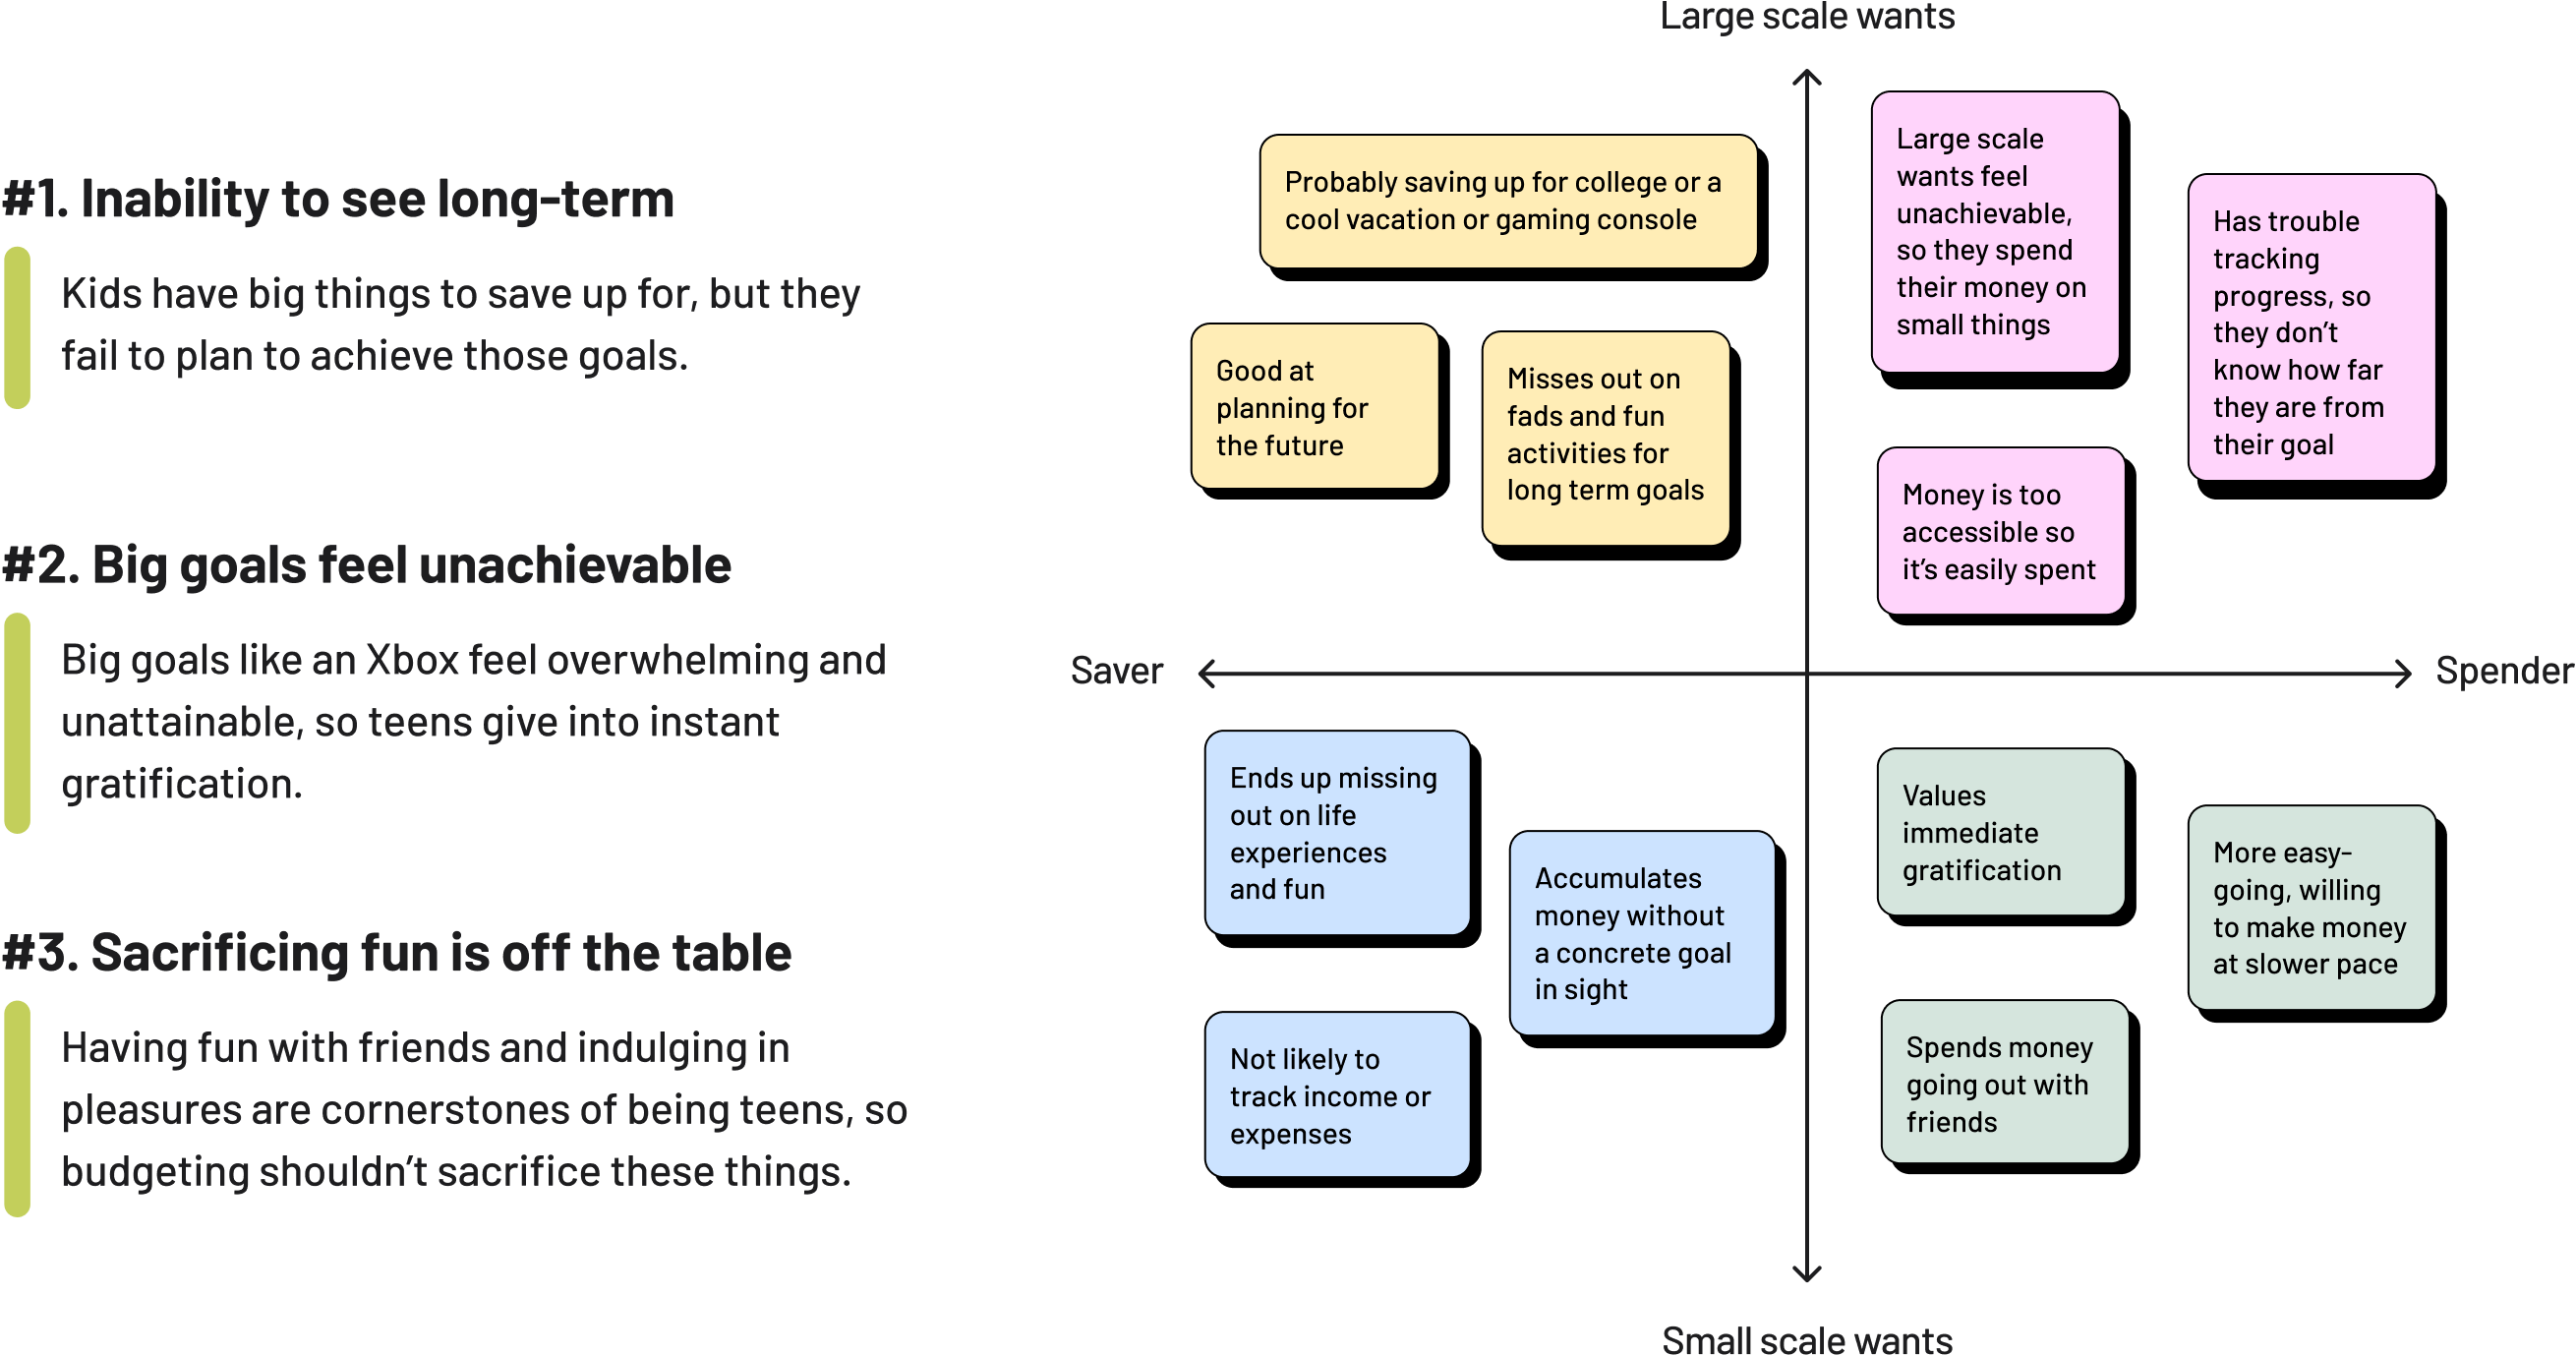 #1. Inability to see long-term
Kids have big things to save up for, but they
fail to plan to achieve those goals.
#2. Big goals feel unachievable
Big goals like an Xbox feel overwhelming and
unattainable, so teens give into instant
gratification.
#3. Sacrificing fun is off the table
Having fun with friends and indulging in
pleasures are cornerstones of being teens, so
budgeting shouldn’t sacrifice these things.
Large scale wants
Probably saving up for college or a
cool vacation or gaming console
Good at
planning for
the future
Misses out on
fads and fun
activities for
long term goals
Large scale
wants feel
unachievable,
so they spend
their money on
small things
Has trouble
tracking
progress, so
they don’t
know how far
they are from
their goal
Money is too
accessible so
it’s easily spent
Saver
Spender
Ends up missing
out on life
experiences
and fun
Accumulates
money without
a concrete goal
in sight
Not likely to
track income or
expenses
Values
immediate
gratification
More easy-
going, willing
to make money
at slower pace
Spends money
going out with
friends
Small scale wants